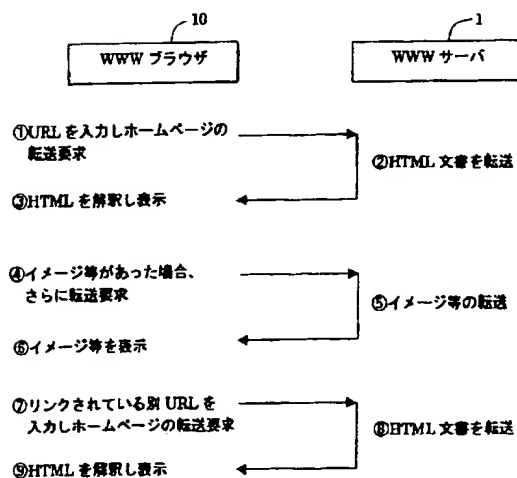 10
1
WWW ブラウザ
WWW サーバ
①URL を入力しホームページの
転送要求
②HTML 文書を転送
③HTML を解釈し表示
④イメージ等があった場合、
さらに転送要求
⑤イメージ等の転送
⑥イメージ等を表示
⑦リンクされている別 URL を
入力しホームページの転送要求
⑧HTML 文書を転送
⑨HTML を解釈し表示